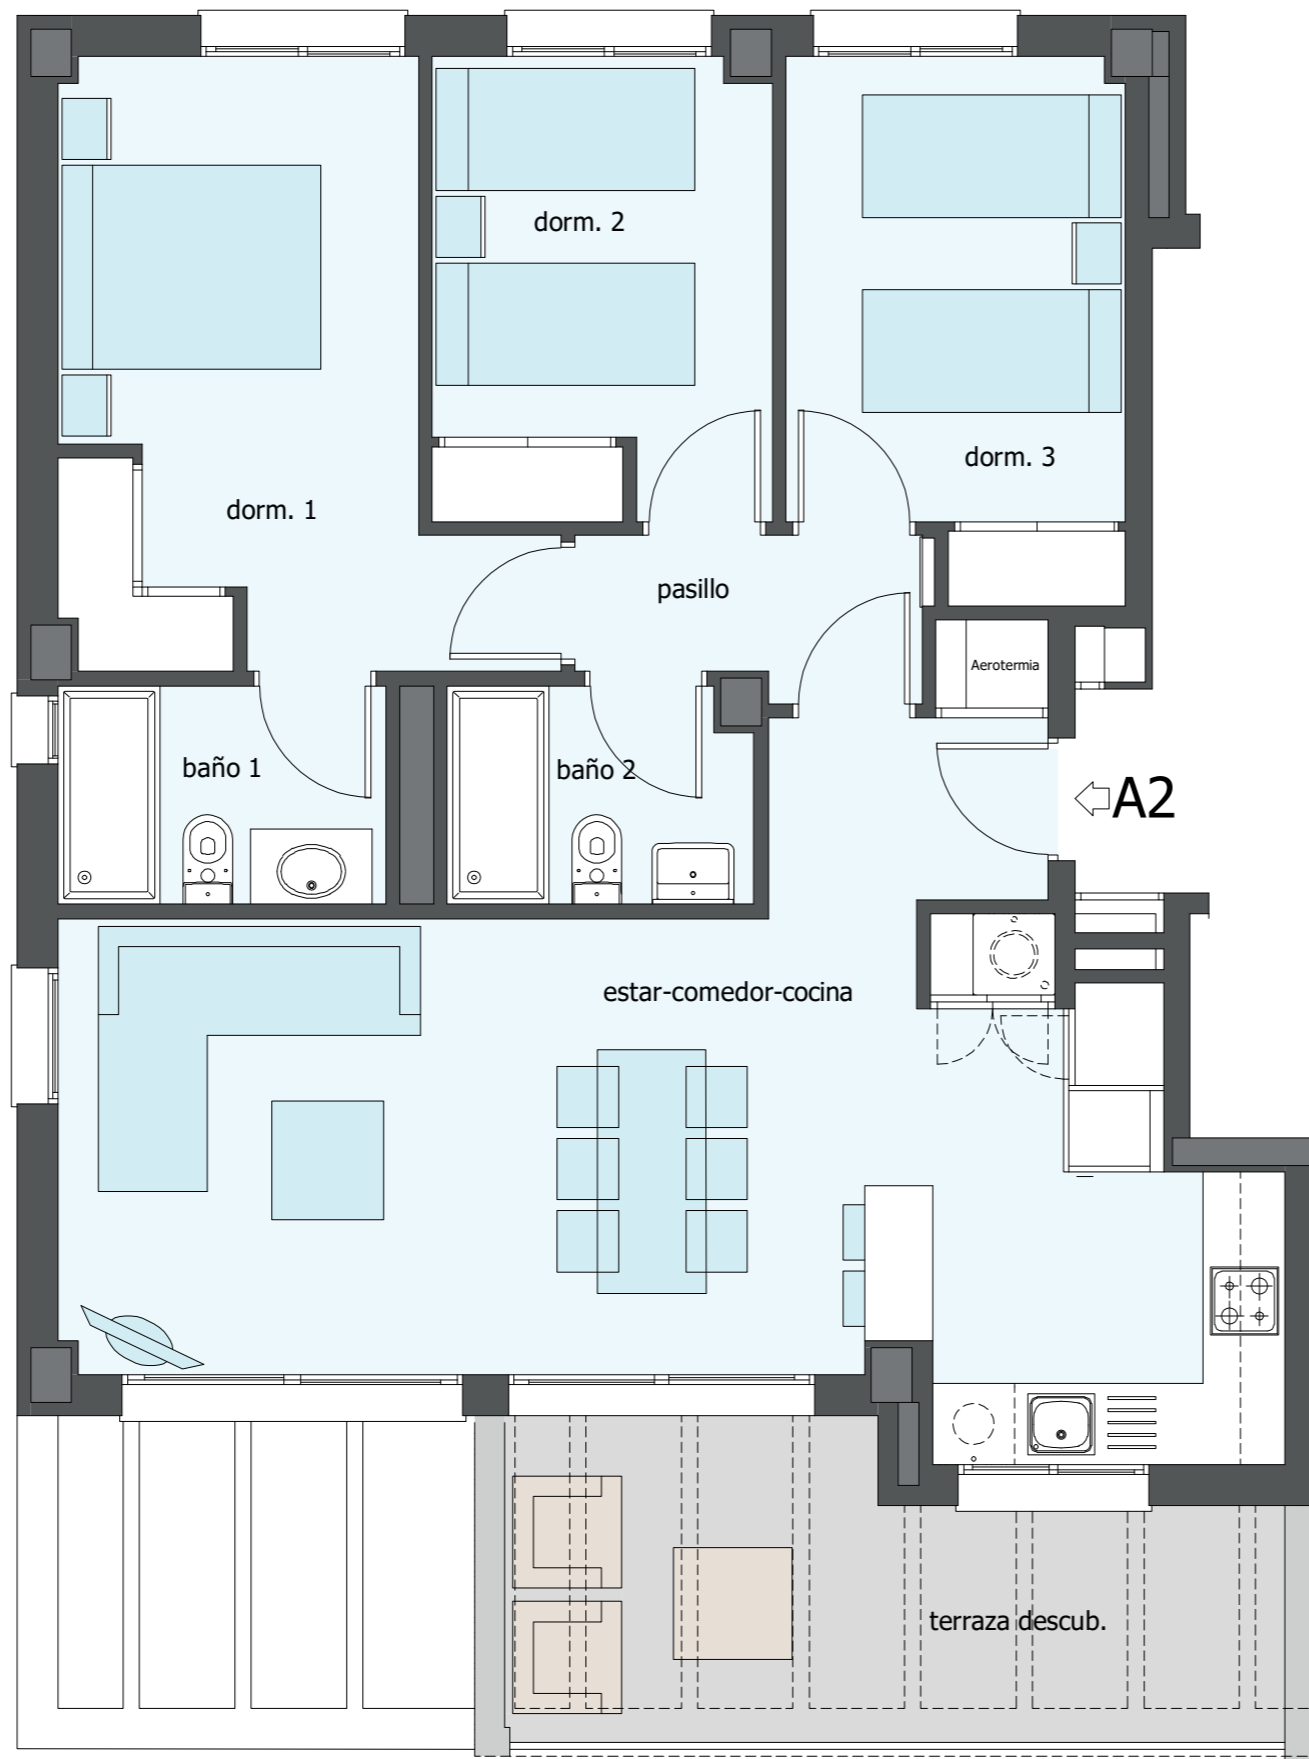 dorm. 2
dorm. 3
dorm. 1
pasillo
Aerotermia
baño 1
baño 2
A2
estar-comedor-cocina
terraza descub.